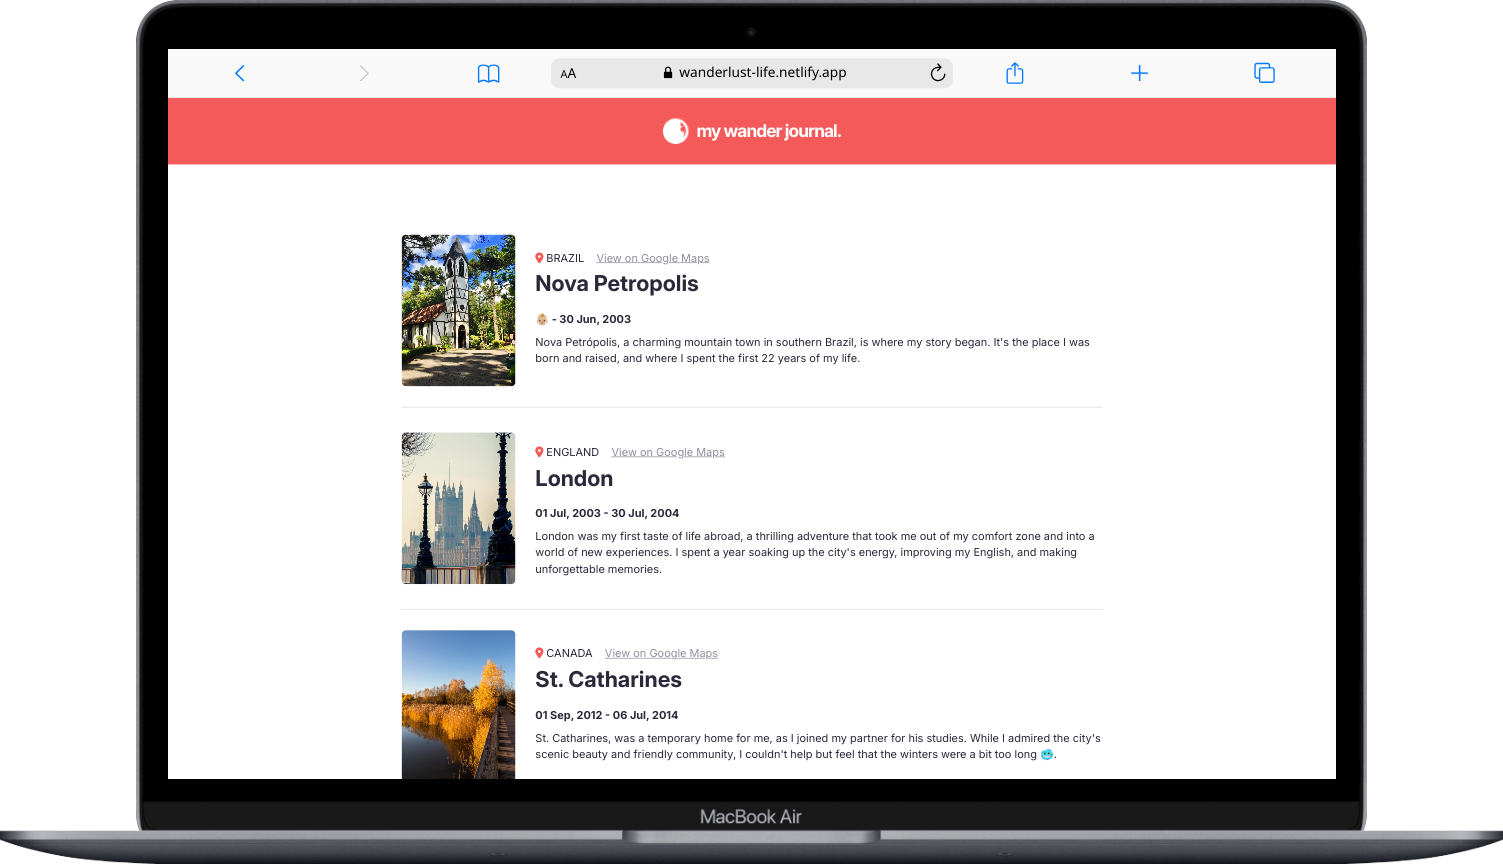 AA wanderlust-life.netlify.app
my wander journal.
BRAZIL View on Google Maps
Nova Petropolis
👶🏼 - 30 Jun, 2003
Nova Petrópolis, a charming mountain town in southern Brazil, is where my story began. It's the place I was
born and raised, and where I spent the first 22 years of my life.
ENGLAND View on Google Maps
London
01 Jul, 2003 - 30 Jul, 2004
London was my first taste of life abroad, a thrilling adventure that took me out of my comfort zone and into a
world of new experiences. I spent a year soaking up the city's energy, improving my English, and making
unforgettable memories.
CANADA View on Google Maps
St. Catharines
01 Sep, 2012 - 06 Jul, 2014
St. Catharines, was a temporary home for me, as I joined my partner for his studies. While I admired the city's
scenic beauty and friendly community, I couldn't help but feel that the winters were a bit too long 🥶.
MacBook Air